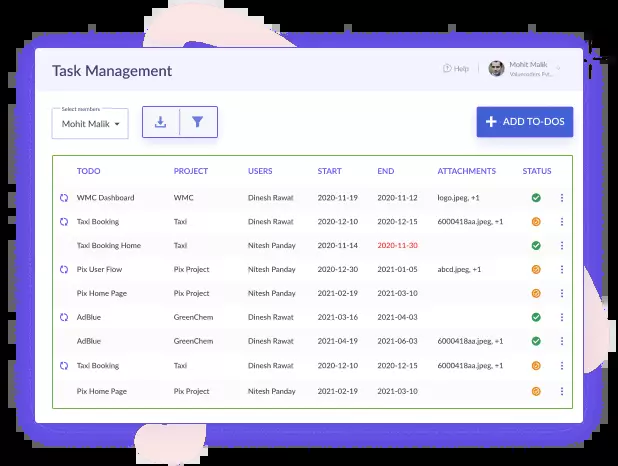 Task Management
Help
Mohit Malik
Select members
Mohit Malik
ADD TO-DOS
TODO PROJECT USERS START END ATTACHMENTS STATUS
WMC Dashboard WMC Dinesh Rawat 2020-11-19 2020-11-12 logo.jpeg, +1
Taxi Booking Taxi Dinesh Rawat 2020-12-10 2020-12-15 6000418aa.jpeg, +1
Taxi Booking Home Taxi Nitesh Panday 2020-11-14 2020-11-30
Pix User Flow Pix Project Nitesh Panday 2020-12-30 2021-01-05 abcd.jpeg, +1
Pix Home Page Pix Project Nitesh Panday 2021-02-19 2021-03-10
AdBlue GreenChem Dinesh Rawat 2021-03-16 2021-04-03
AdBlue GreenChem Dinesh Rawat 2021-04-19 2021-06-03 6000418aa.jpeg, +1
Taxi Booking Taxi Dinesh Rawat 2020-12-10 2020-12-15 6000418aa.jpeg, +1
Pix Home Page Pix Project Nitesh Panday 2021-02-19 2021-03-10